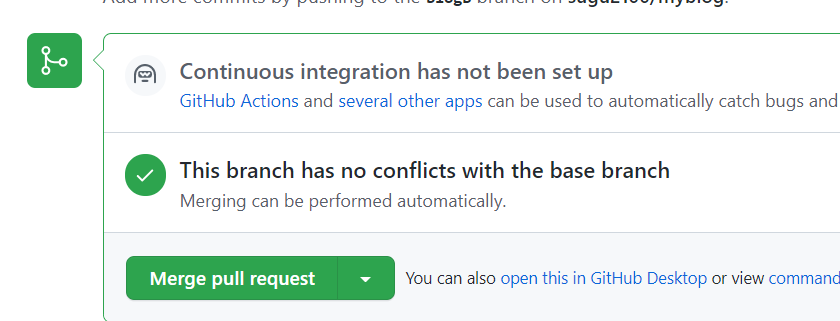 Add more commits by pushing to the branch on
Continuous integration has not been set up
GitHub Actions and several other apps can be used to automatically catch bugs and
This branch has no conflicts with the base branch
Merging can be performed automatically.
Merge pull request
You can also open this in GitHub Desktop or view command